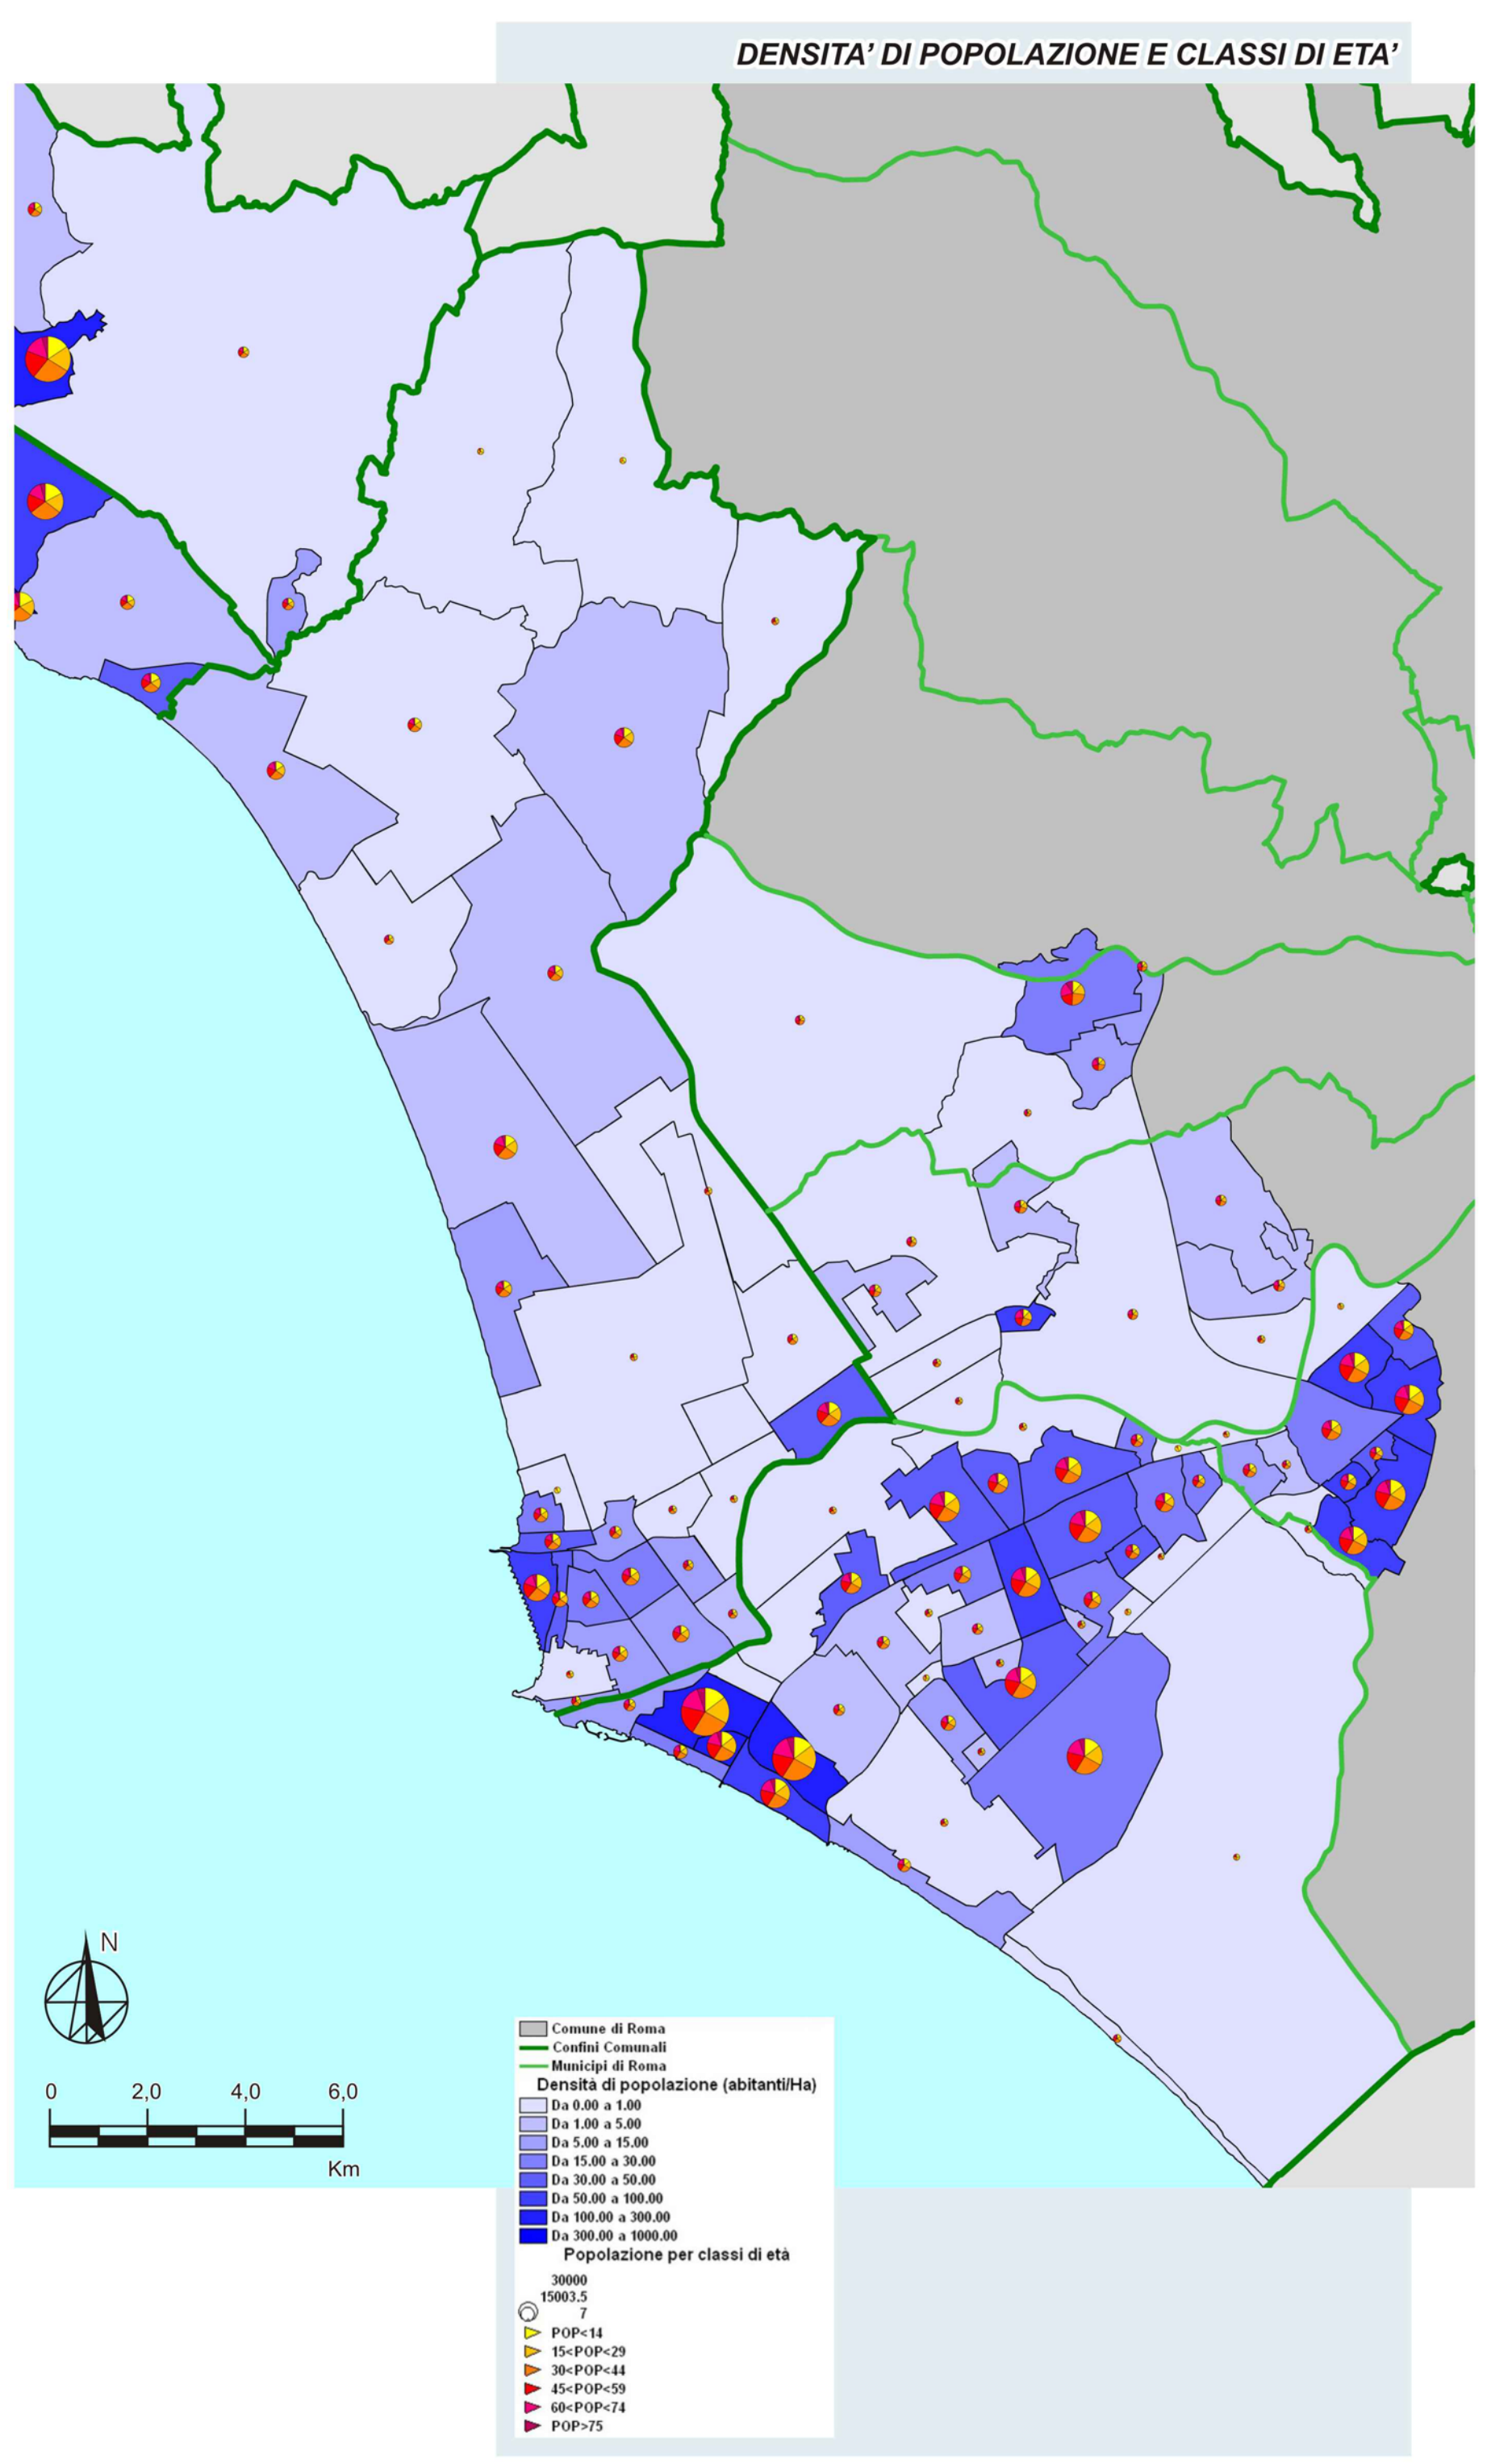 DENSITA’ DI POPOLAZIONE E CLASSI DI ETA’
N
0 2,0 4,0 6,0
Km
Comune di Roma
Confini Comunali
Municipi di Roma
Densità di popolazione (abitanti/Ha)
Da 0.00 a 1.00
Da 1.00 a 5.00
Da 5.00 a 15.00
Da 15.00 a 30.00
Da 30.00 a 50.00
Da 50.00 a 100.00
Da 100.00 a 300.00
Da 300.00 a 1000.00
Popolazione per classi di età
30000
15003.5
7
POP<14
15<POP<29
30<POP<44
45<POP<59
60<POP<74
POP>75